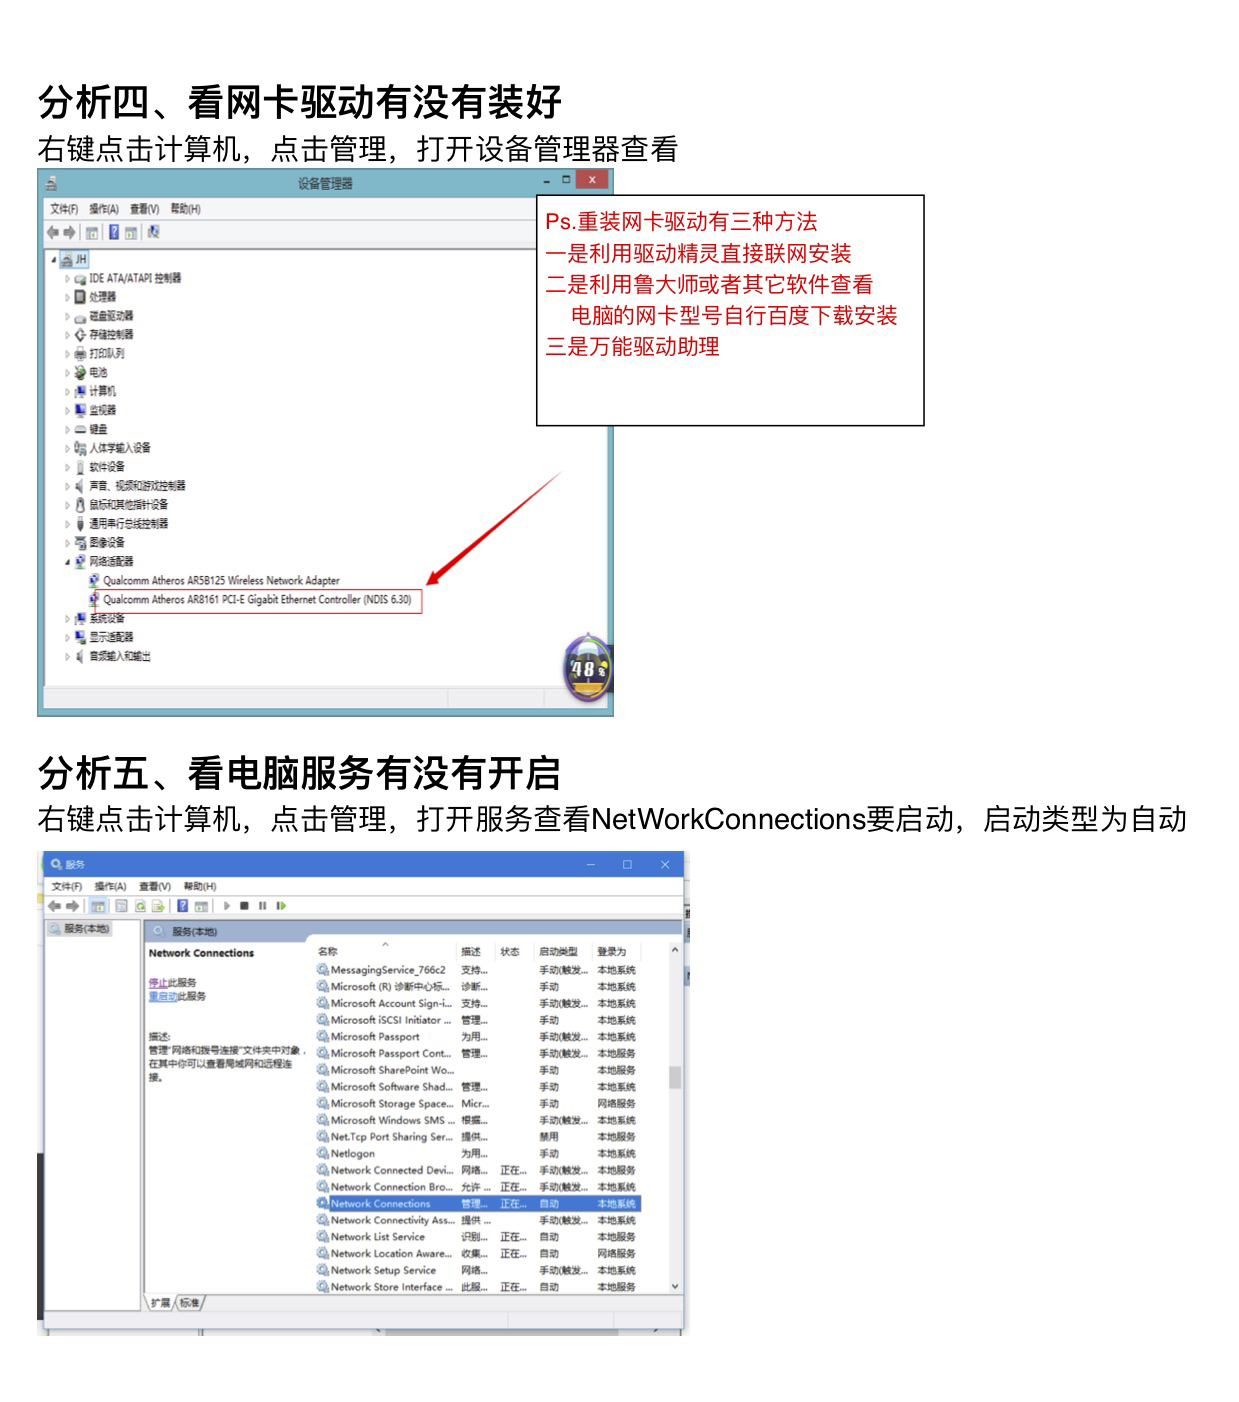 分析四、看网卡驱动有没有装好
右键点击计算机，点击管理，打开设备管理器查看
设备管理器
文件(F) 操作(A) 查看(V) 帮助(H)
JH
IDE ATA/ATAPI 控制器
处理器
磁盘驱动器
存储控制器
打印队列
电池
计算机
监视器
键盘
人体学输入设备
软件设备
声音、视频和游戏控制器
鼠标和其他指针设备
通用串行总线控制器
图像设备
网络适配器
Qualcomm Atheros AR5B125 Wireless Network Adapter
Qualcomm Atheros AR8161 PCI-E Gigabit Ethernet Controller (NDIS 6.30)
系统设备
显示适配器
音频输入和输出
48%
Ps.重装网卡驱动有三种方法
一是利用驱动精灵直接联网安装
二是利用鲁大师或者其它软件查看
电脑的网卡型号自行百度下载安装
三是万能驱动助理
分析五、看电脑服务有没有开启
右键点击计算机，点击管理，打开服务查看NetWorkConnections要启动，启动类型为自动
服务
文件(F) 操作(A) 查看(V) 帮助(H)
服务(本地)
服务(本地)
Network Connections
停止此服务
重启动此服务
描述:
管理“网络和拨号连接”文件夹中对象，
在其中你可以查看局域网和远程连
接。
名称 描述 状态 启动类型 登录为
MessagingService_766c2 支持... 手动(触发... 本地系统
Microsoft (R) 诊断中心标... 诊断... 手动 本地系统
Microsoft Account Sign-i... 支持... 手动(触发... 本地系统
Microsoft iSCSI Initiator ... 管理... 手动 本地系统
Microsoft Passport 为用... 手动(触发... 本地系统
Microsoft Passport Cont... 管理... 手动(触发... 本地服务
Microsoft SharePoint Wo... 手动 本地服务
Microsoft Software Shad... 管理... 手动 本地系统
Microsoft Storage Space... Micr... 手动 网络服务
Microsoft Windows SMS ... 根据... 手动(触发... 本地系统
Net.Tcp Port Sharing Ser... 提供... 禁用 本地服务
Netlogon 为用... 手动 本地系统
Network Connected Devi... 网络... 正在... 手动(触发... 本地服务
Network Connection Bro... 允许 ... 正在... 手动(触发... 本地系统
Network Connections 管理... 正在... 自动 本地系统
Network Connectivity Ass... 提供 ... 手动(触发... 本地系统
Network List Service 识别... 正在... 自动 本地服务
Network Location Aware... 收集... 正在... 自动 网络服务
Network Setup Service 网络... 手动(触发... 本地系统
Network Store Interface ... 此服... 正在... 自动 本地服务
扩展 标准